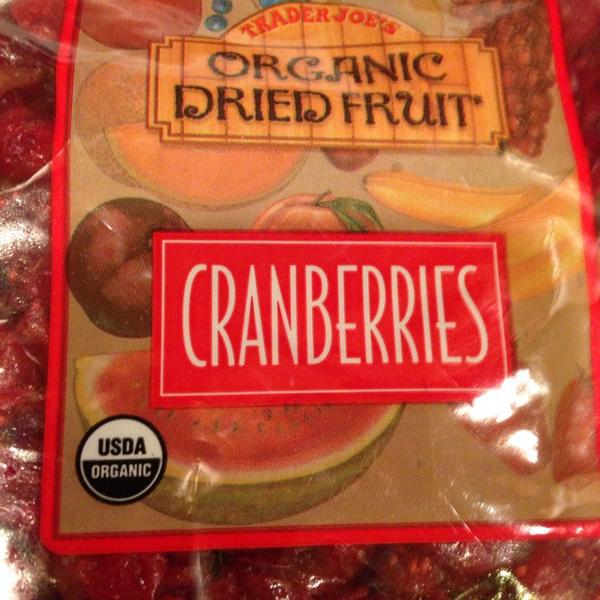 TRADER JOE'S
ORGANIC
DRIED FRUIT*
CRANBERRIES
USDA
ORGANIC